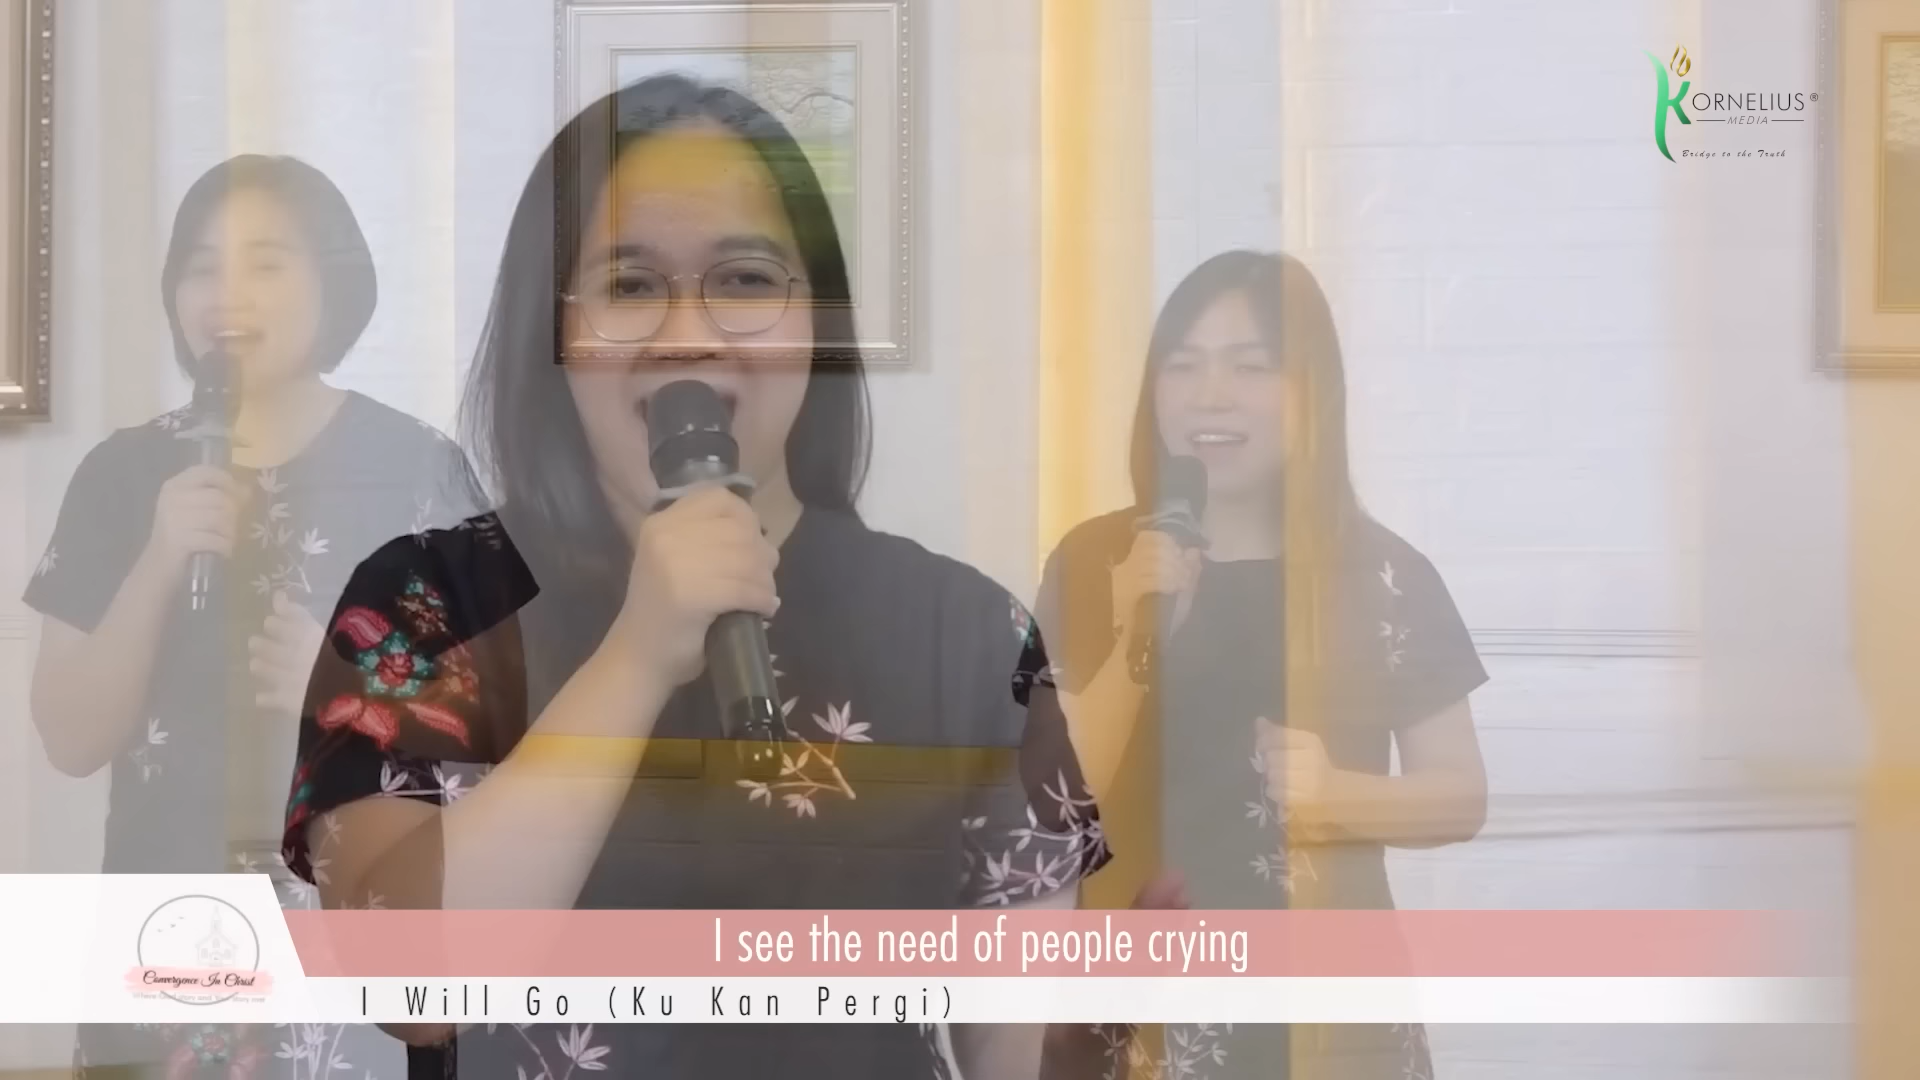 KORNELIUS®
MEDIA
Bridge to the Truth
I see the need of people crying
Convergence In Christ
I Will Go (Ku Kan Pergi)